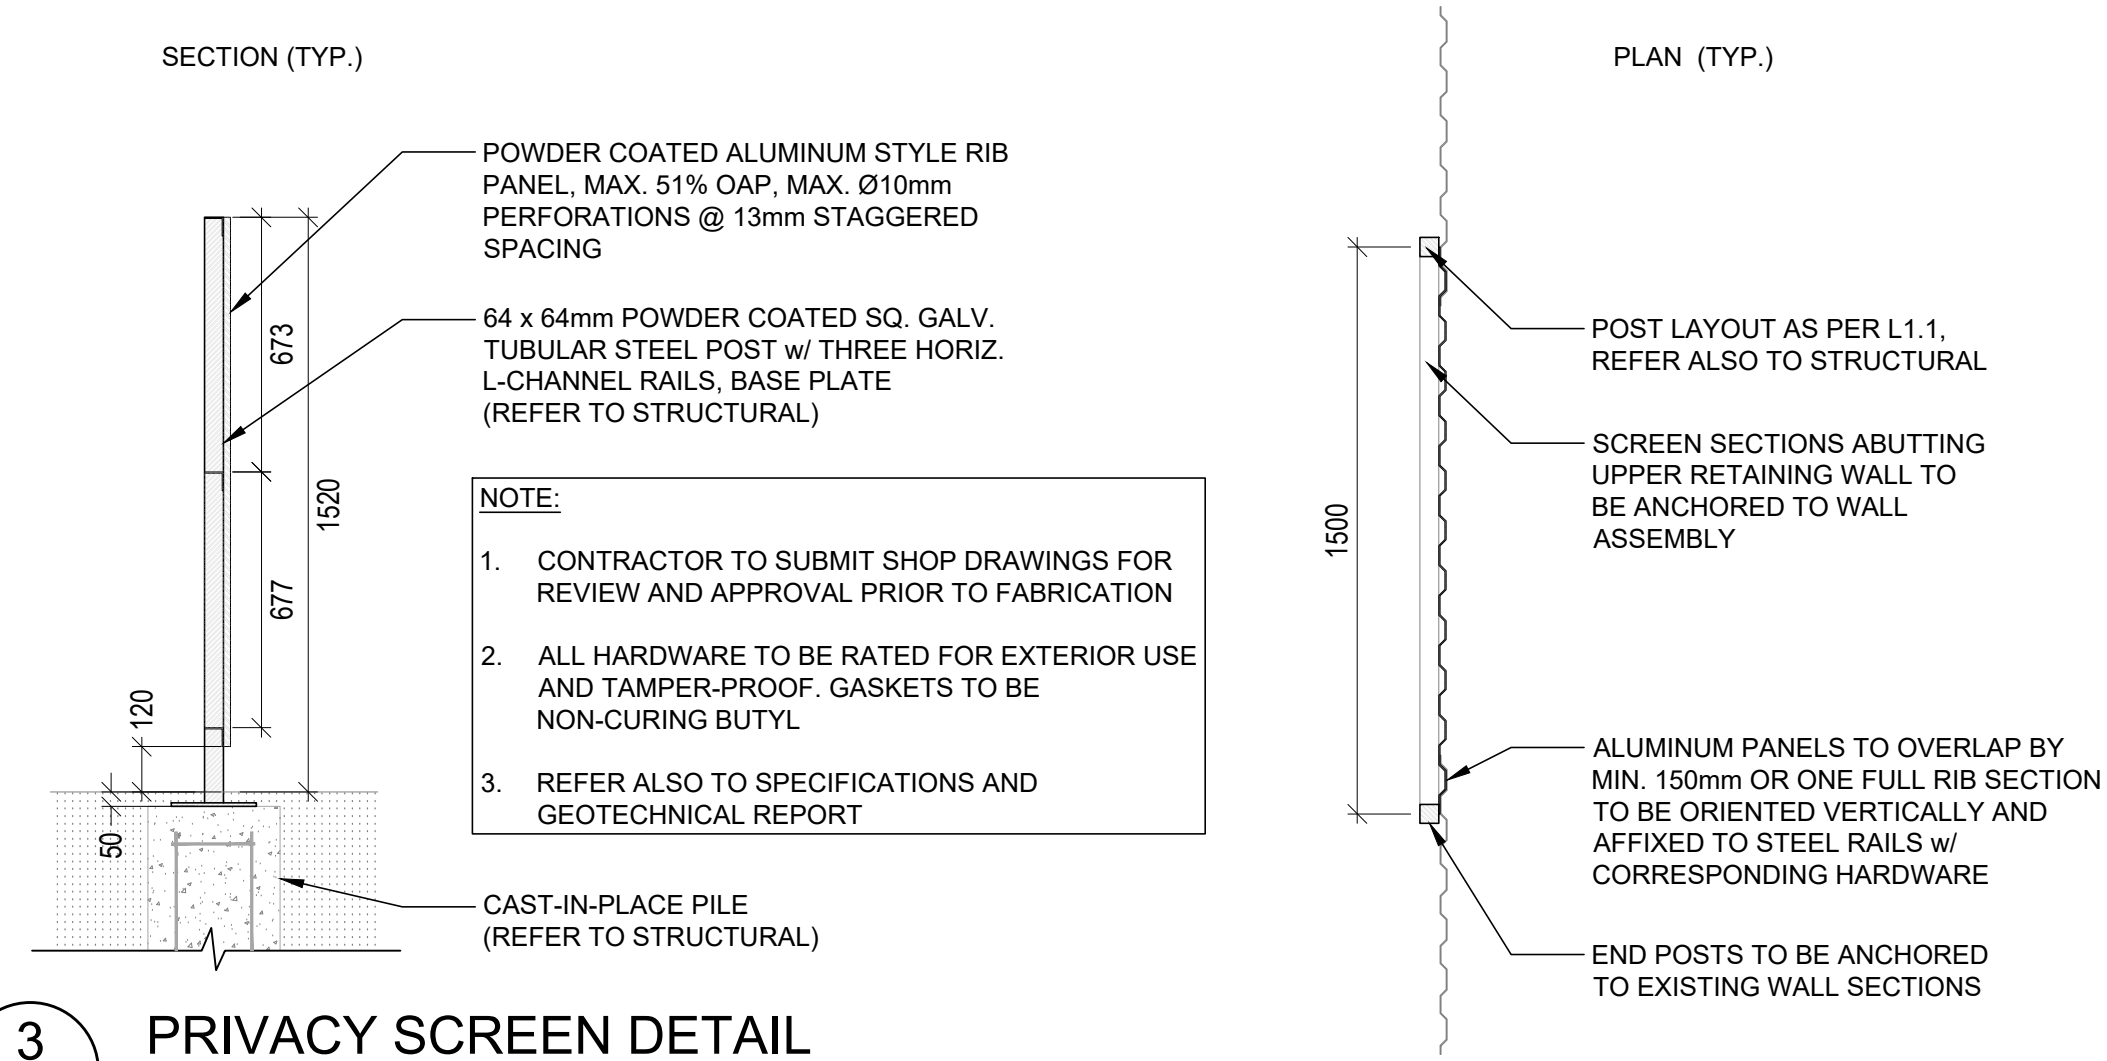 SECTION (TYP.)
POWDER COATED ALUMINUM STYLE RIB
PANEL, MAX. 51% OAP, MAX. Ø10mm
PERFORATIONS @ 13mm STAGGERED
SPACING
64 x 64mm POWDER COATED SQ. GALV.
TUBULAR STEEL POST w/ THREE HORIZ.
L-CHANNEL RAILS, BASE PLATE
(REFER TO STRUCTURAL)
673
677
1520
120
50
NOTE:
1. CONTRACTOR TO SUBMIT SHOP DRAWINGS FOR
REVIEW AND APPROVAL PRIOR TO FABRICATION
2. ALL HARDWARE TO BE RATED FOR EXTERIOR USE
AND TAMPER-PROOF. GASKETS TO BE
NON-CURING BUTYL
3. REFER ALSO TO SPECIFICATIONS AND
GEOTECHNICAL REPORT
CAST-IN-PLACE PILE
(REFER TO STRUCTURAL)
PLAN (TYP.)
1500
POST LAYOUT AS PER L1.1,
REFER ALSO TO STRUCTURAL
SCREEN SECTIONS ABUTTING
UPPER RETAINING WALL TO
BE ANCHORED TO WALL
ASSEMBLY
ALUMINUM PANELS TO OVERLAP BY
MIN. 150mm OR ONE FULL RIB SECTION
TO BE ORIENTED VERTICALLY AND
AFFIXED TO STEEL RAILS w/
CORRESPONDING HARDWARE
END POSTS TO BE ANCHORED
TO EXISTING WALL SECTIONS
3
PRIVACY SCREEN DETAIL